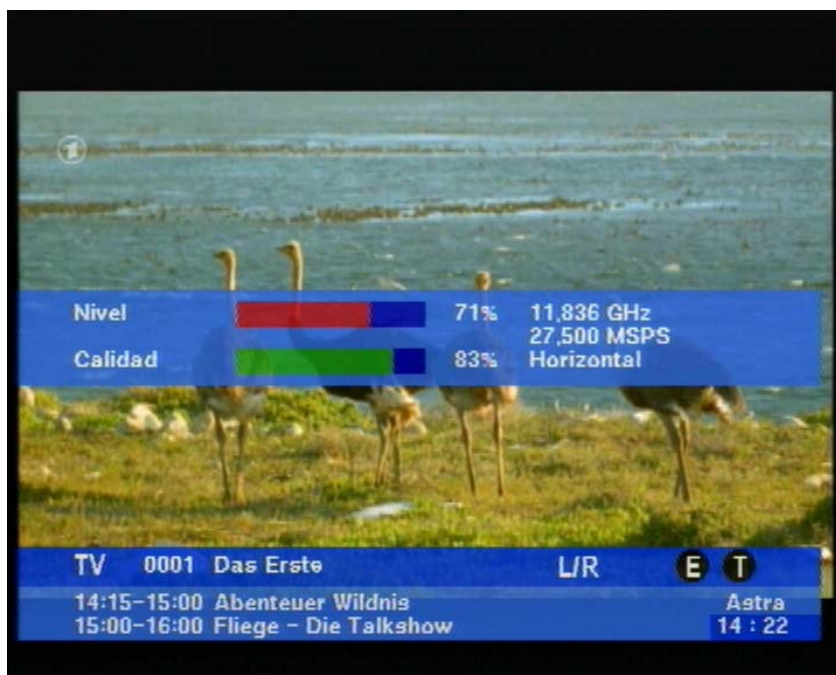 1
Nivel 71% 11,836 GHz
27,500 MSPS
Calidad 83% Horizontal
TV 0001 Das Erste L/R E T
14:15-15:00 Abenteuer Wildnis Astra
15:00-16:00 Fliege - Die Talkshow 14 : 22